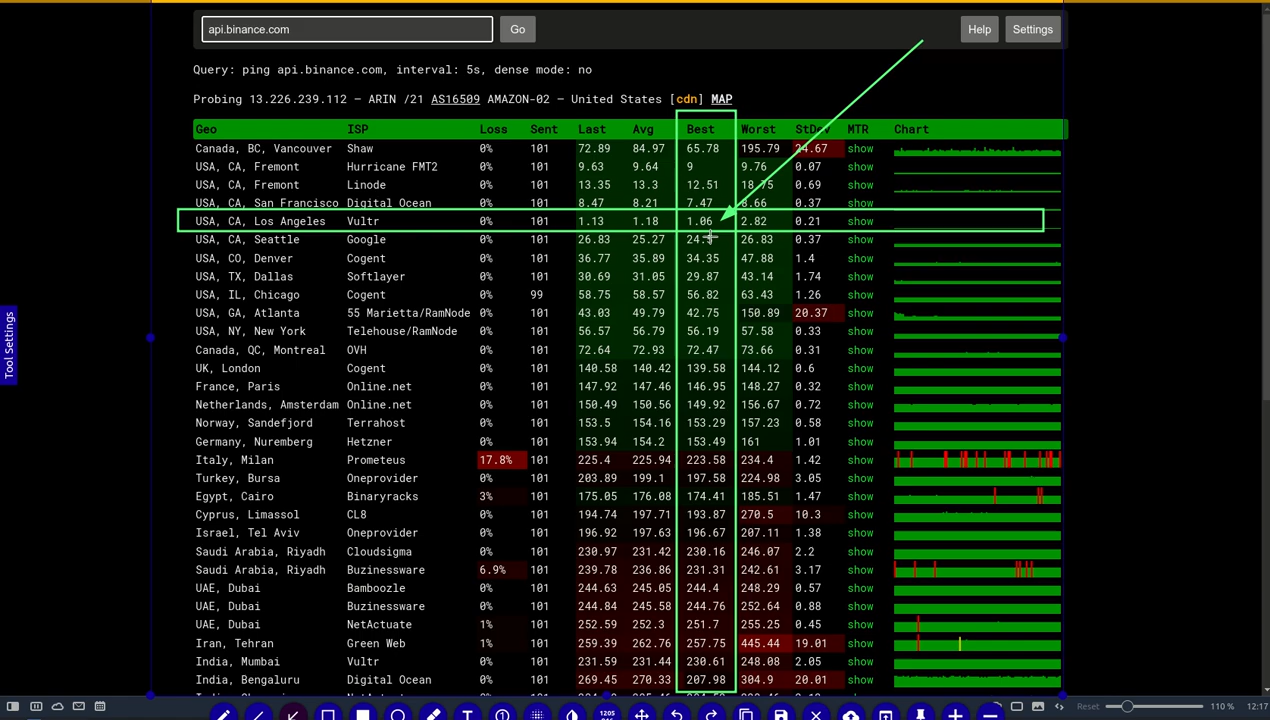 api.binance.com Go Help Settings
Query: ping api.binance.com, interval: 5s, dense mode: no
Probing 13.226.239.112 — ARIN /21 AS16509 AMAZON-02 — United States [cdn] MAP
Geo ISP Loss Sent Last Avg Best Worst StDev MTR Chart
Canada, BC, Vancouver Shaw 0% 101 72.89 84.97 65.78 195.79 24.67 show
USA, CA, Fremont Hurricane FMT2 0% 101 9.63 9.64 9 9.76 0.07 show
USA, CA, Fremont Linode 0% 101 13.35 13.3 12.51 18.75 0.69 show
USA, CA, San Francisco Digital Ocean 0% 101 8.47 8.21 7.47 8.66 0.37 show
USA, CA, Los Angeles Vultr 0% 101 1.13 1.18 1.06 2.82 0.21 show
USA, CA, Seattle Google 0% 101 26.83 25.27 26.83 0.37 show
USA, CO, Denver Cogent 0% 101 36.77 35.89 34.35 47.88 1.4 show
USA, TX, Dallas Softlayer 0% 101 30.69 31.05 29.87 43.14 1.74 show
USA, IL, Chicago Cogent 0% 99 58.75 58.57 56.82 63.43 1.26 show
USA, GA, Atlanta 55 Marietta/RamNode 0% 101 43.03 49.79 42.75 150.89 20.37 show
USA, NY, New York Telehouse/RamNode 0% 101 56.57 56.79 56.19 57.58 0.33 show
Canada, QC, Montreal OVH 0% 101 72.64 72.93 72.47 73.66 0.31 show
UK, London Cogent 0% 101 140.58 140.42 139.58 144.12 0.6 show
France, Paris Online.net 0% 101 147.92 147.46 146.95 148.27 0.32 show
Netherlands, Amsterdam Online.net 0% 101 150.49 150.56 149.92 156.67 0.72 show
Norway, Sandefjord Terrahost 0% 101 153.5 154.16 153.29 157.23 0.58 show
Germany, Nuremberg Hetzner 0% 101 153.94 154.2 153.49 161 1.01 show
Italy, Milan Prometeus 17.8% 101 225.4 225.94 223.58 234.4 1.42 show
Turkey, Bursa Oneprovider 0% 101 203.89 199.1 197.58 224.98 3.05 show
Egypt, Cairo Binaryracks 3% 101 175.05 176.08 174.41 185.51 1.47 show
Cyprus, Limassol CL8 0% 101 194.74 197.71 193.87 270.5 10.3 show
Israel, Tel Aviv Oneprovider 0% 101 196.92 197.63 196.67 207.11 1.38 show
Saudi Arabia, Riyadh Cloudsigma 0% 101 230.97 231.42 230.16 246.07 2.2 show
Saudi Arabia, Riyadh Buzinessware 6.9% 101 239.78 236.86 231.31 242.61 3.17 show
UAE, Dubai Bamboozle 0% 101 244.63 245.05 244.4 248.29 0.57 show
UAE, Dubai Buzinessware 0% 101 244.84 245.58 244.76 252.64 0.88 show
UAE, Dubai NetActuate 1% 101 252.59 252.3 251.7 255.25 0.45 show
Iran, Tehran Green Web 1% 101 259.39 262.76 257.75 445.44 19.01 show
India, Mumbai Vultr 0% 101 231.59 231.44 230.61 248.08 2.05 show
India, Bengaluru Digital Ocean 0% 101 269.45 270.33 207.98 304.9 20.01 show
Tool Settings
Reset 110 % 12:17